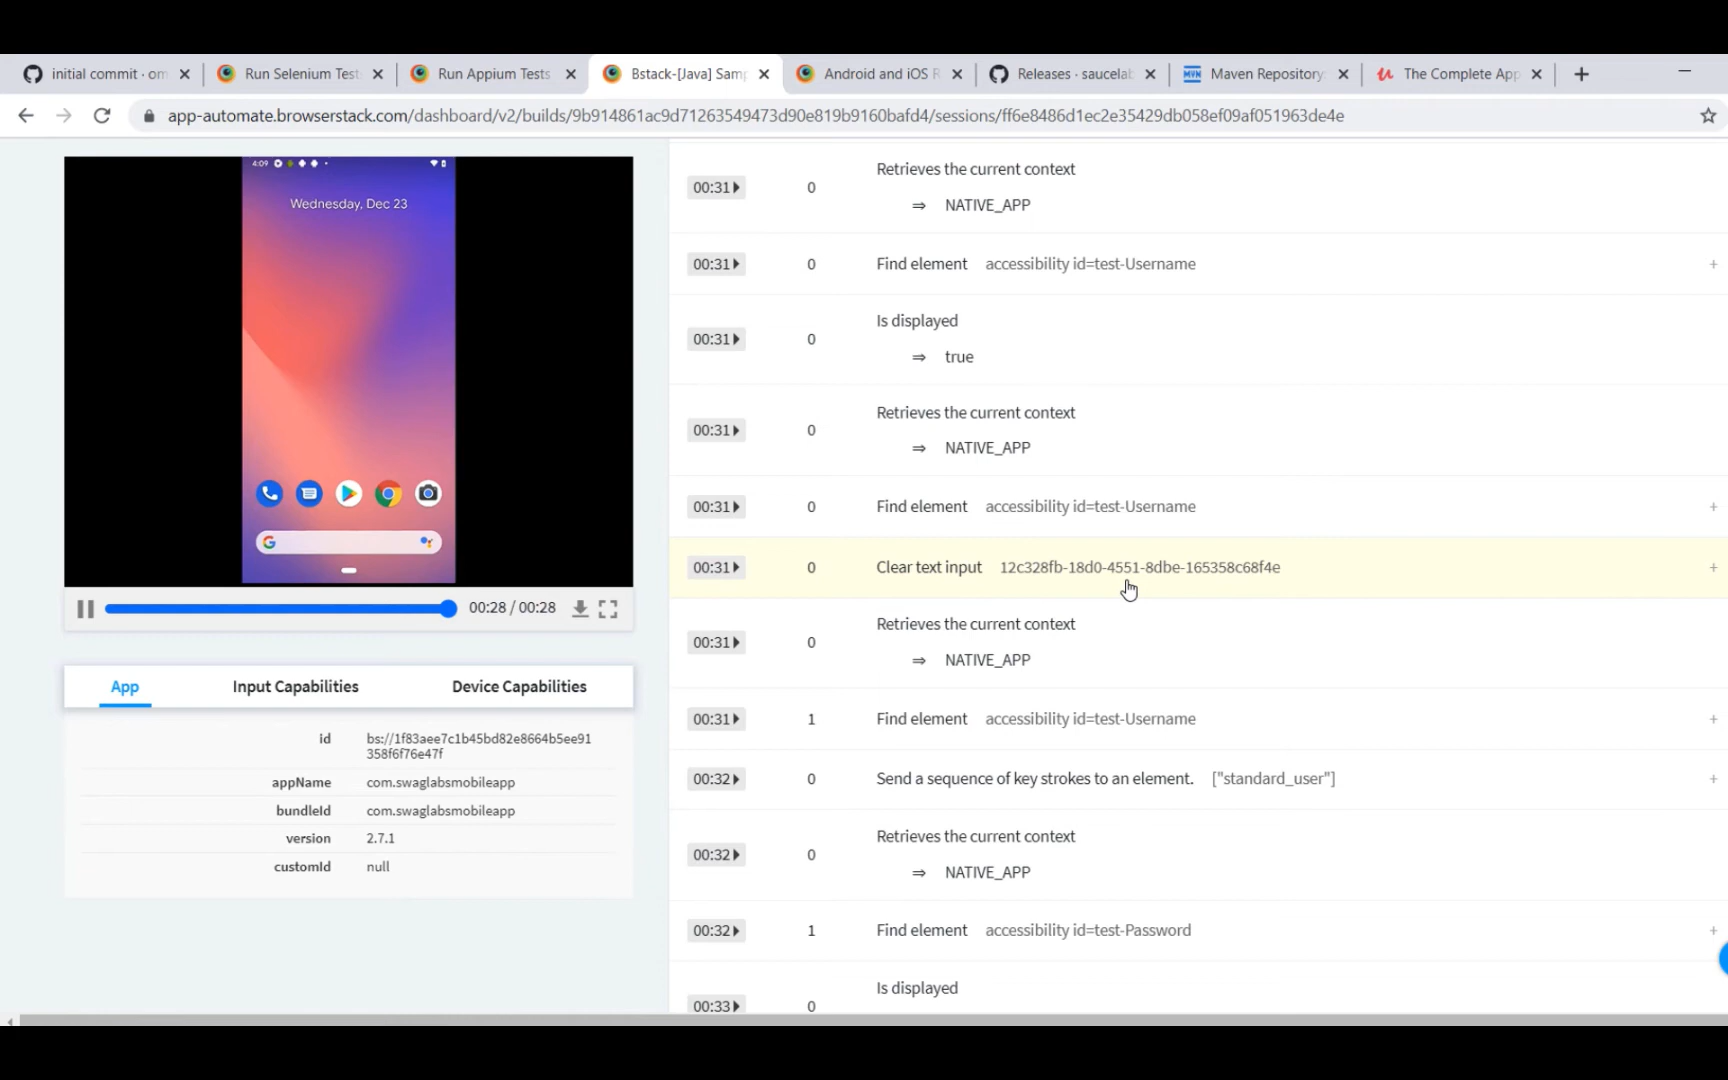 initial commit · om
Run Selenium Test
Run Appium Tests
Bstack-[Java] Samp
Android and iOS R
Releases · saucelab
MVN Maven Repository
The Complete App
app-automate.browserstack.com/dashboard/v2/builds/9b914861ac9d71263549473d90e819b9160bafd4/sessions/ff6e8486d1ec2e35429db058ef09af051963de4e
4:09
Wednesday, Dec 23
00:28 / 00:28
App Input Capabilities Device Capabilities
id bs://1f83aee7c1b45bd82e8664b5ee91
358f6f76e47f
appName com.swaglabsmobileapp
bundleId com.swaglabsmobileapp
version 2.7.1
customId null
Retrieves the current context
00:31 0
⇒ NATIVE_APP
00:31 0 Find element accessibility id=test-Username +
Is displayed
00:31 0
⇒ true
Retrieves the current context
00:31 0
⇒ NATIVE_APP
00:31 0 Find element accessibility id=test-Username +
00:31 0 Clear text input 12c328fb-18d0-4551-8dbe-165358c68f4e +
Retrieves the current context
00:31 0
⇒ NATIVE_APP
00:31 1 Find element accessibility id=test-Username +
00:32 0 Send a sequence of key strokes to an element. ["standard_user"] +
Retrieves the current context
00:32 0
⇒ NATIVE_APP
00:32 1 Find element accessibility id=test-Password +
Is displayed
00:33 0